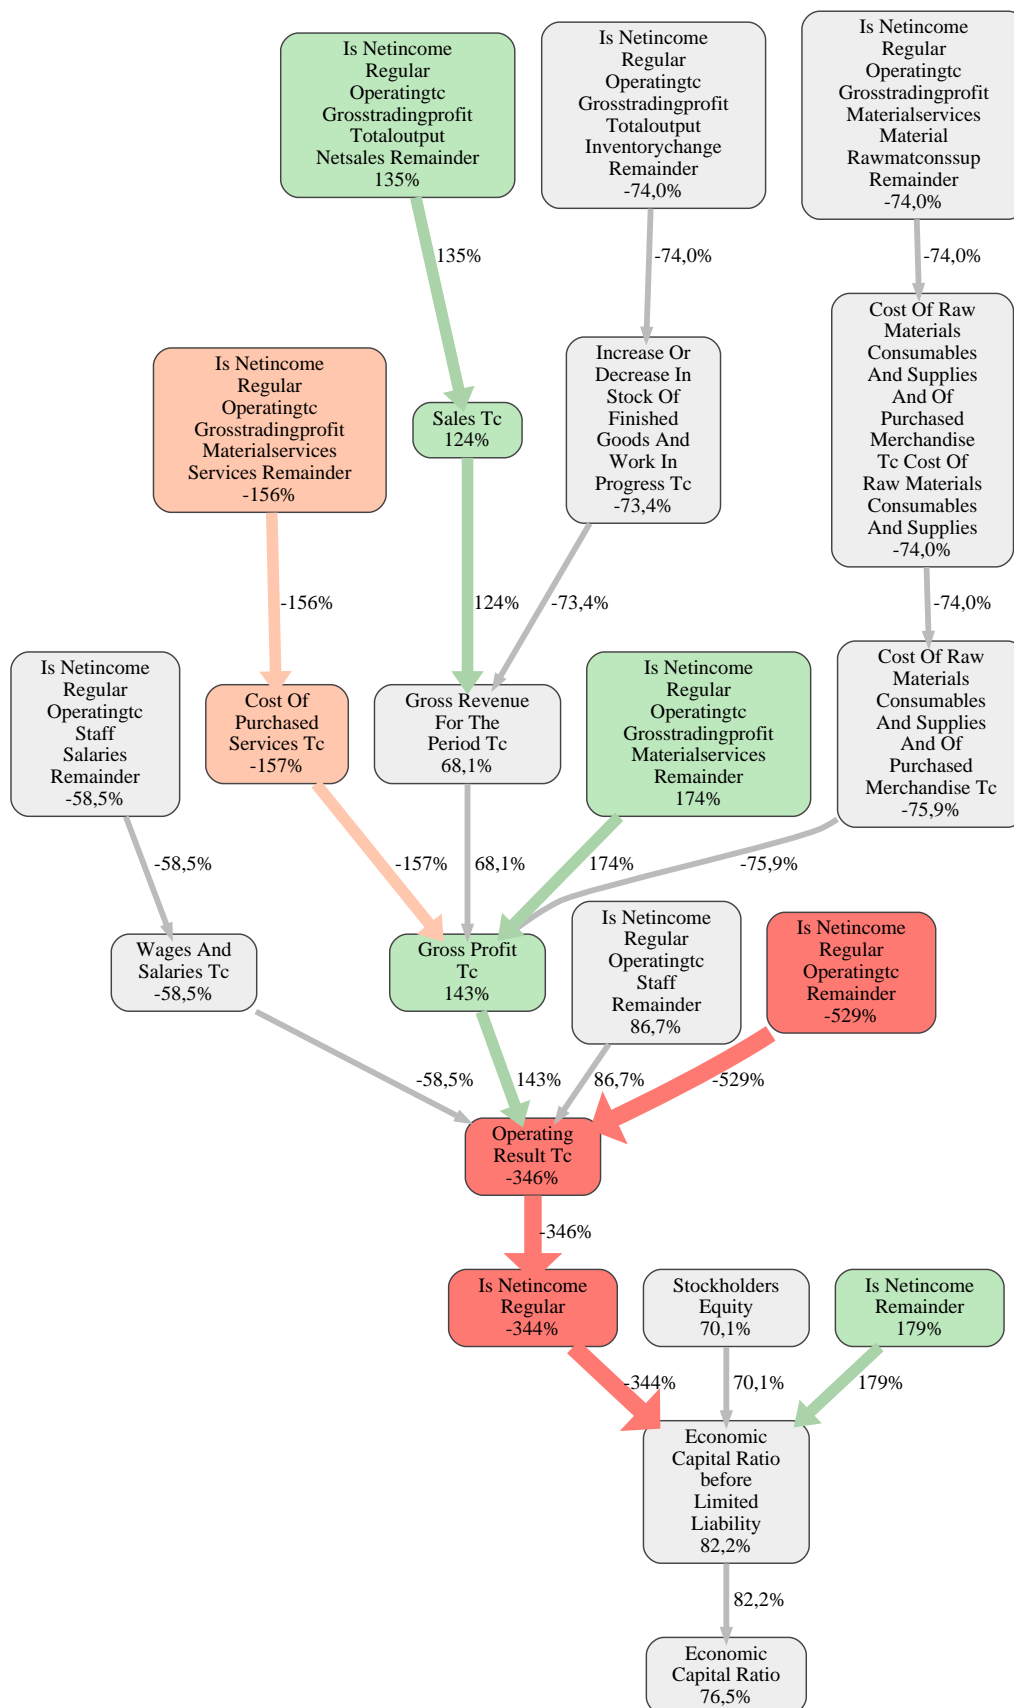 Is Netincome
Regular
Operatingtc
Grosstradingprofit
Totaloutput
Netsales Remainder
135%
Is Netincome
Regular
Operatingtc
Grosstradingprofit
Totaloutput
Inventorychange
Remainder
-74,0%
Is Netincome
Regular
Operatingtc
Grosstradingprofit
Materialservices
Material
Rawmatconssup
Remainder
-74,0%
135%
-74,0%
-74,0%
Is Netincome
Regular
Operatingtc
Grosstradingprofit
Materialservices
Services Remainder
-156%
Sales Tc
124%
Increase Or
Decrease In
Stock Of
Finished
Goods And
Work In
Progress Tc
-73,4%
Cost Of Raw
Materials
Consumables
And Supplies
And Of
Purchased
Merchandise
Tc Cost Of
Raw Materials
Consumables
And Supplies
-74,0%
-156%
124%
-73,4%
-74,0%
Is Netincome
Regular
Operatingtc
Staff
Salaries
Remainder
-58,5%
Cost Of
Purchased
Services Tc
-157%
Gross Revenue
For The
Period Tc
68,1%
Is Netincome
Regular
Operatingtc
Grosstradingprofit
Materialservices
Remainder
174%
Cost Of Raw
Materials
Consumables
And Supplies
And Of
Purchased
Merchandise Tc
-75,9%
-58,5%
-157%
68,1%
174%
-75,9%
Wages And
Salaries Tc
-58,5%
Gross Profit
Tc
143%
Is Netincome
Regular
Operatingtc
Staff
Remainder
86,7%
Is Netincome
Regular
Operatingtc
Remainder
-529%
-58,5%
143%
86,7%
-529%
Operating
Result Tc
-346%
-346%
Is Netincome
Regular
-344%
Stockholders
Equity
70,1%
Is Netincome
Remainder
179%
-344%
70,1%
179%
Economic
Capital Ratio
before
Limited
Liability
82,2%
82,2%
Economic
Capital Ratio
76,5%